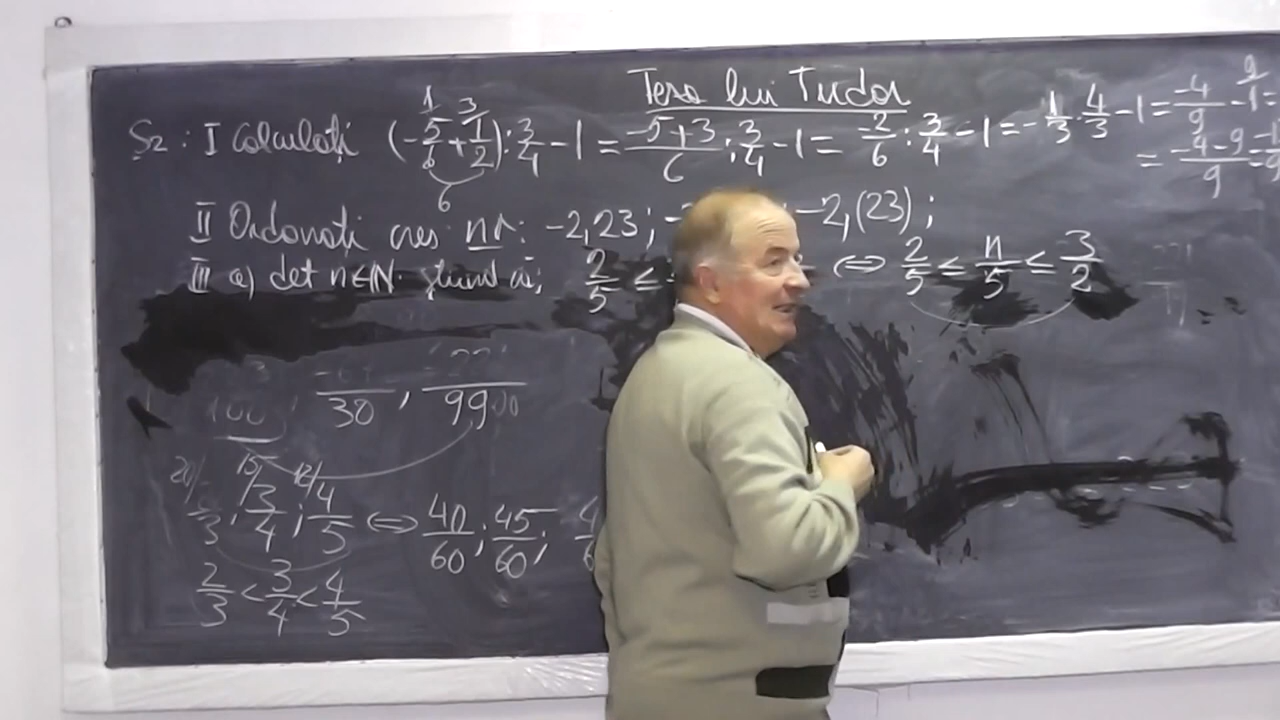 Teza lui Tudor
S2 : I Calculați (-5/6 + 1/2) : 3/4 - 1 = (-5+3)/6 : 3/4 - 1 = -2/6 : 3/4 - 1 = -1/3 · 4/3 - 1 = -4/9 - 1 =
= (-4-9)/9 =
II Ordonați cres nr: -2,23 ; -2,(23) ;
III a) det n∈N știind că; 2/5 ≤ ⇔ 2/5 ≤ n/5 ≤ 3/2
100 , /30 , /99
2/3 ; 3/4 ; 4/5 ⇔ 40/60 ; 45/60 ;
2/3 < 3/4 < 4/5